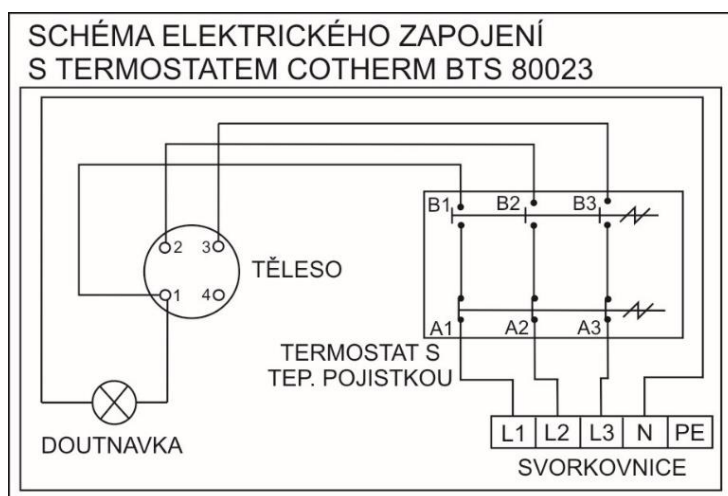 SCHÉMA ELEKTRICKÉHO ZAPOJENÍ
S TERMOSTATEM COTHERM BTS 80023
B1 B2 B3
2 3
TĚLESO
1 4
A1 A2 A3
TERMOSTAT S
TEP. POJISTKOU
DOUTNAVKA
L1 L2 L3 N PE
SVORKOVNICE